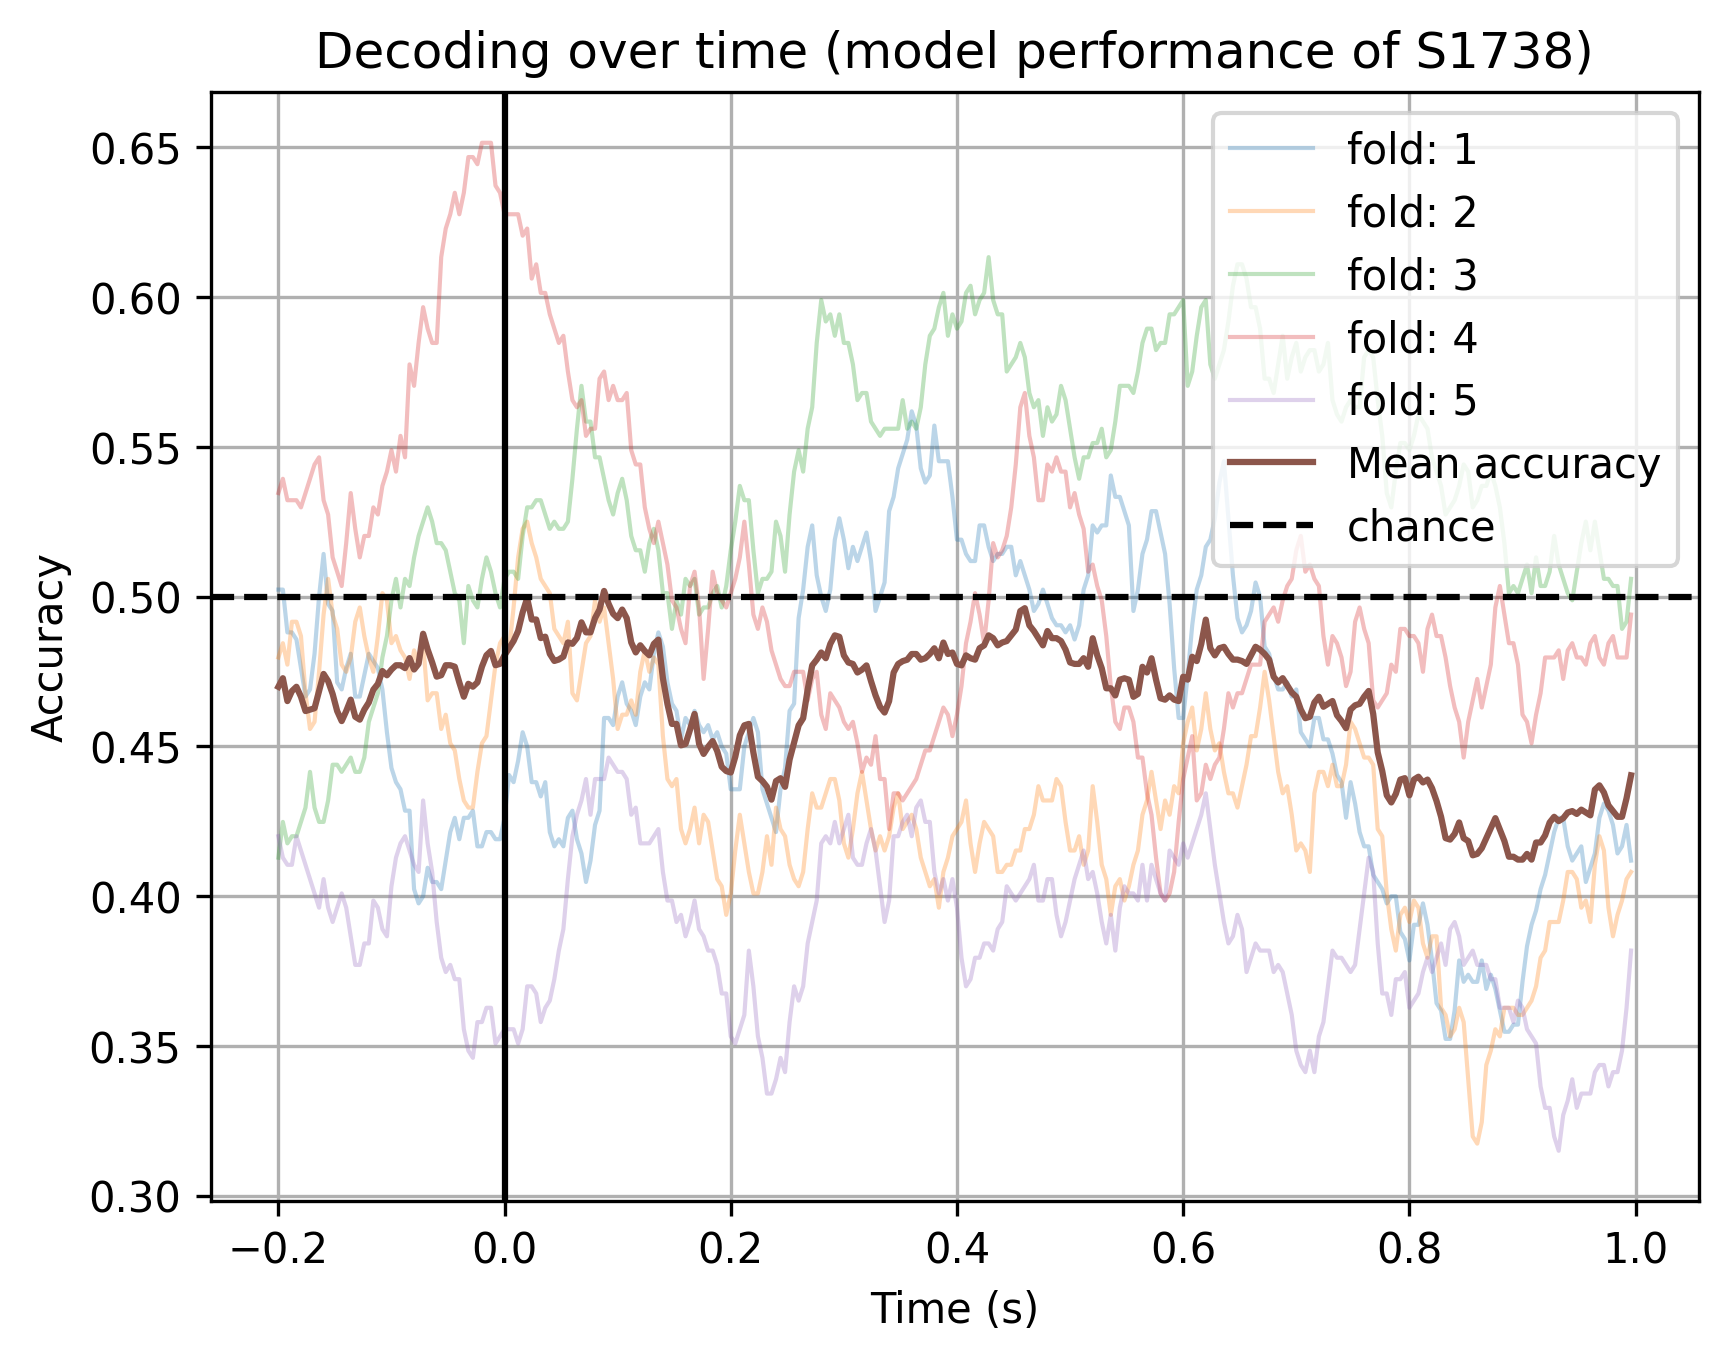 Decoding over time (model performance of S1738)
Accuracy
0.65
0.60
0.55
0.50
0.45
0.40
0.35
0.30
fold: 1
fold: 2
fold: 3
fold: 4
fold: 5
Mean accuracy
chance
−0.2 0.0 0.2 0.4 0.6 0.8 1.0
Time (s)